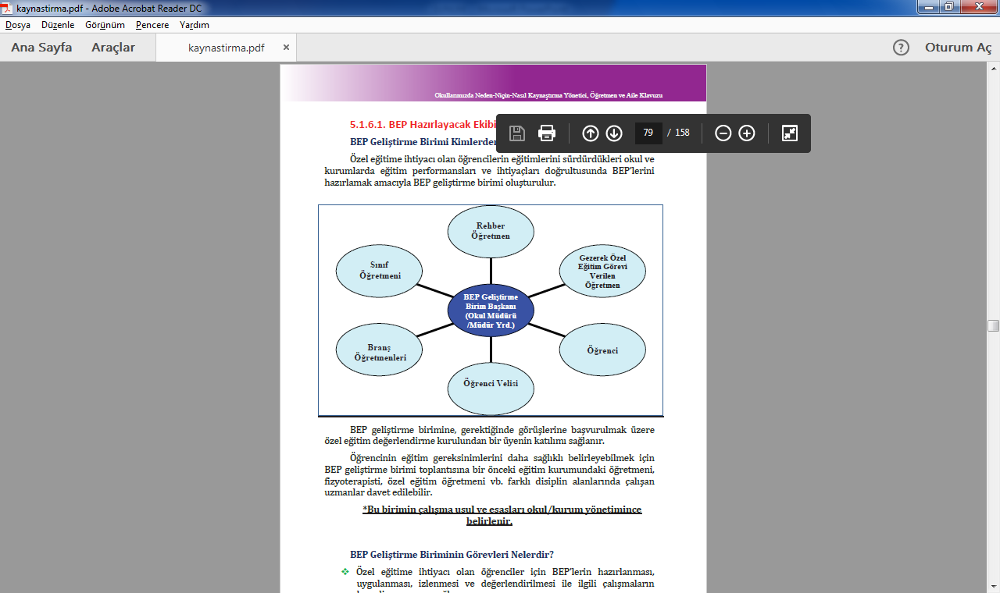 kaynastirma.pdf - Adobe Acrobat Reader DC
Dosya Düzenle Görünüm Pencere Yardım
Ana Sayfa Araçlar kaynastirma.pdf × ? Oturum Aç
Okullarımızda Neden-Niçin-Nasıl Kaynaştırma Yönetici, Öğretmen ve Aile Klavuzu
5.1.6.1. BEP Hazırlayacak Ekibi
79 / 158
BEP Geliştirme Birimi Kimlerden
Özel eğitime ihtiyacı olan öğrencilerin eğitimlerini sürdürdükleri okul ve
kurumlarda eğitim performansları ve ihtiyaçları doğrultusunda BEP'lerini
hazırlamak amacıyla BEP geliştirme birimi oluşturulur.
Rehber
Öğretmen
Sınıf
Öğretmeni
Gezerek Özel
Eğitim Görevi
Verilen
Öğretmen
BEP Geliştirme
Birim Başkanı
(Okul Müdürü
/Müdür Yrd.)
Branş
Öğretmenleri
Öğrenci
Öğrenci Velisi
BEP geliştirme birimine, gerektiğinde görüşlerine başvurulmak üzere
özel eğitim değerlendirme kurulundan bir üyenin katılımı sağlanır.
Öğrencinin eğitim gereksinimlerini daha sağlıklı belirleyebilmek için
BEP geliştirme birimi toplantısına bir önceki eğitim kurumundaki öğretmeni,
fizyoterapisti, özel eğitim öğretmeni vb. farklı disiplin alanlarında çalışan
uzmanlar davet edilebilir.
*Bu birimin çalışma usul ve esasları okul/kurum yönetimince
belirlenir.
BEP Geliştirme Biriminin Görevleri Nelerdir?
❖ Özel eğitime ihtiyacı olan öğrenciler için BEP'lerin hazırlanması,
uygulanması, izlenmesi ve değerlendirilmesi ile ilgili çalışmaların